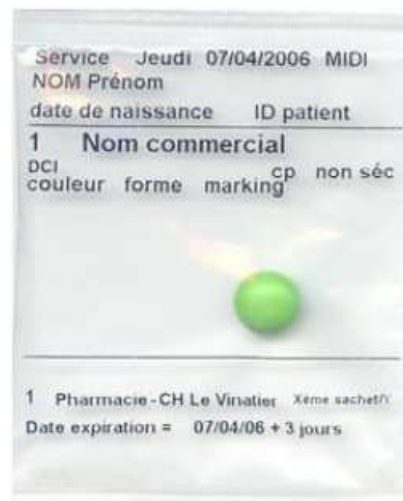 Service Jeudi 07/04/2006 MIDI
NOM Prénom
date de naissance ID patient
1 Nom commercial
DCI cp non séc
couleur forme marking
1 Pharmacie-CH Le Vinatier Xème sachet/n
Date expiration = 07/04/06 + 3 jours